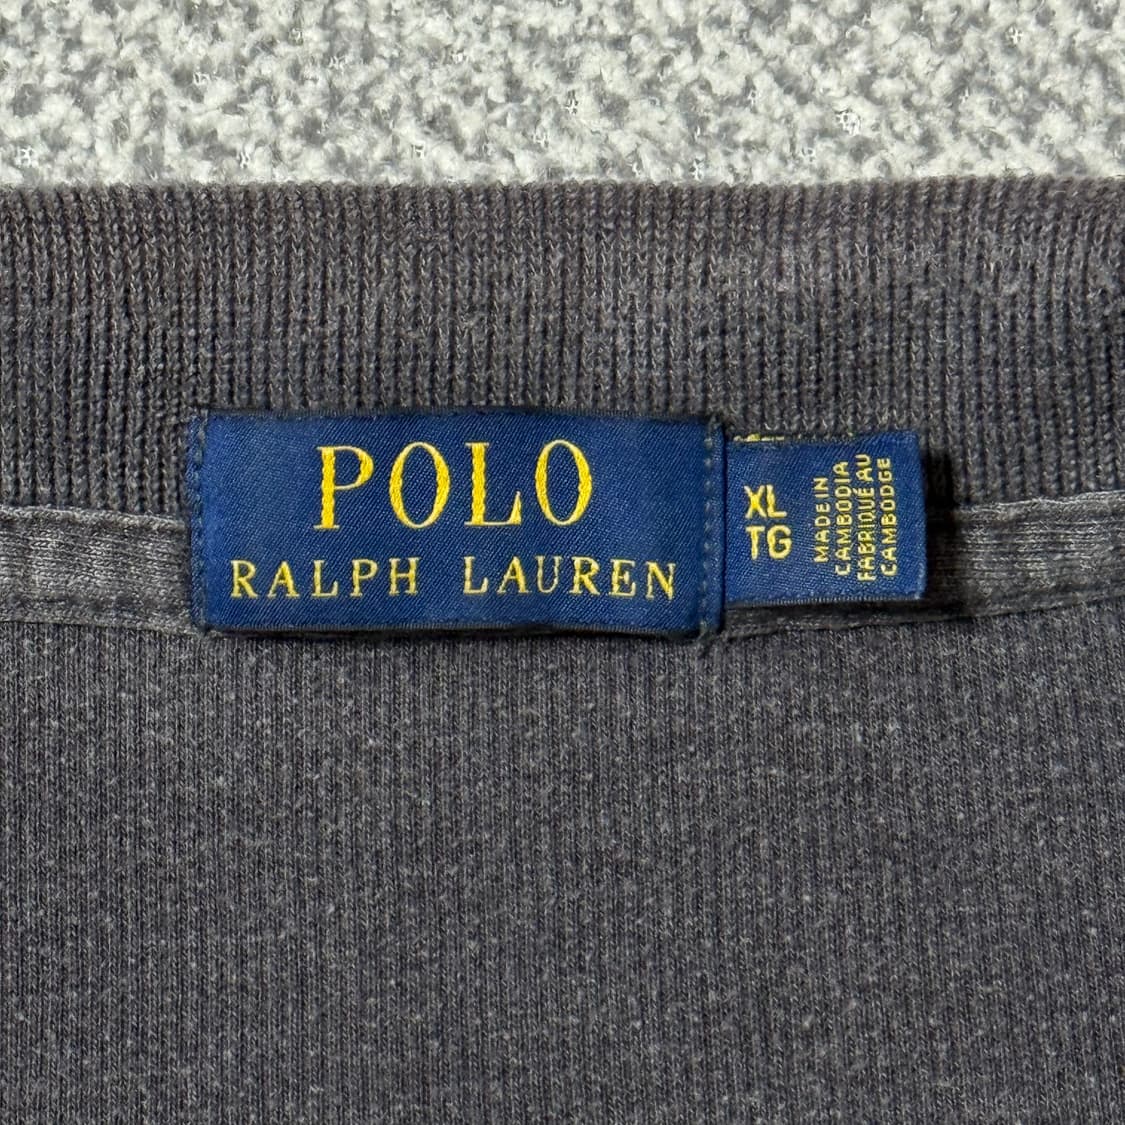 POLO
RALPH LAUREN
XL
TG
MADE IN
CAMBODIA
FABRIQUÉ AU
CAMBODGE